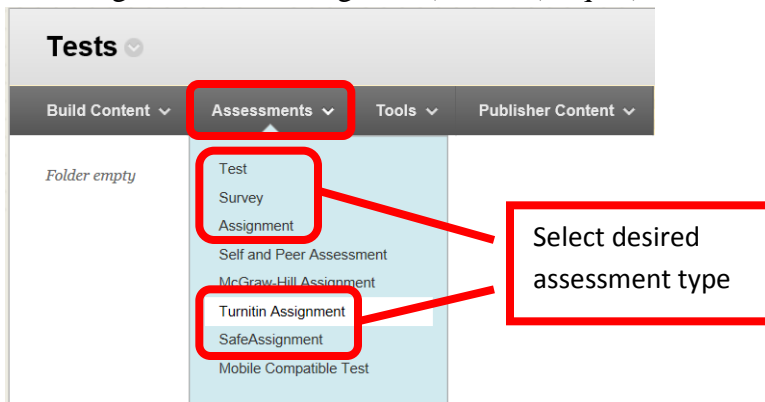 Tests
Build Content Assessments Tools Publisher Content
Folder empty
Test
Survey
Assignment
Self and Peer Assessment
McGraw-Hill Assignment
Turnitin Assignment
SafeAssignment
Mobile Compatible Test
Select desired
assessment type